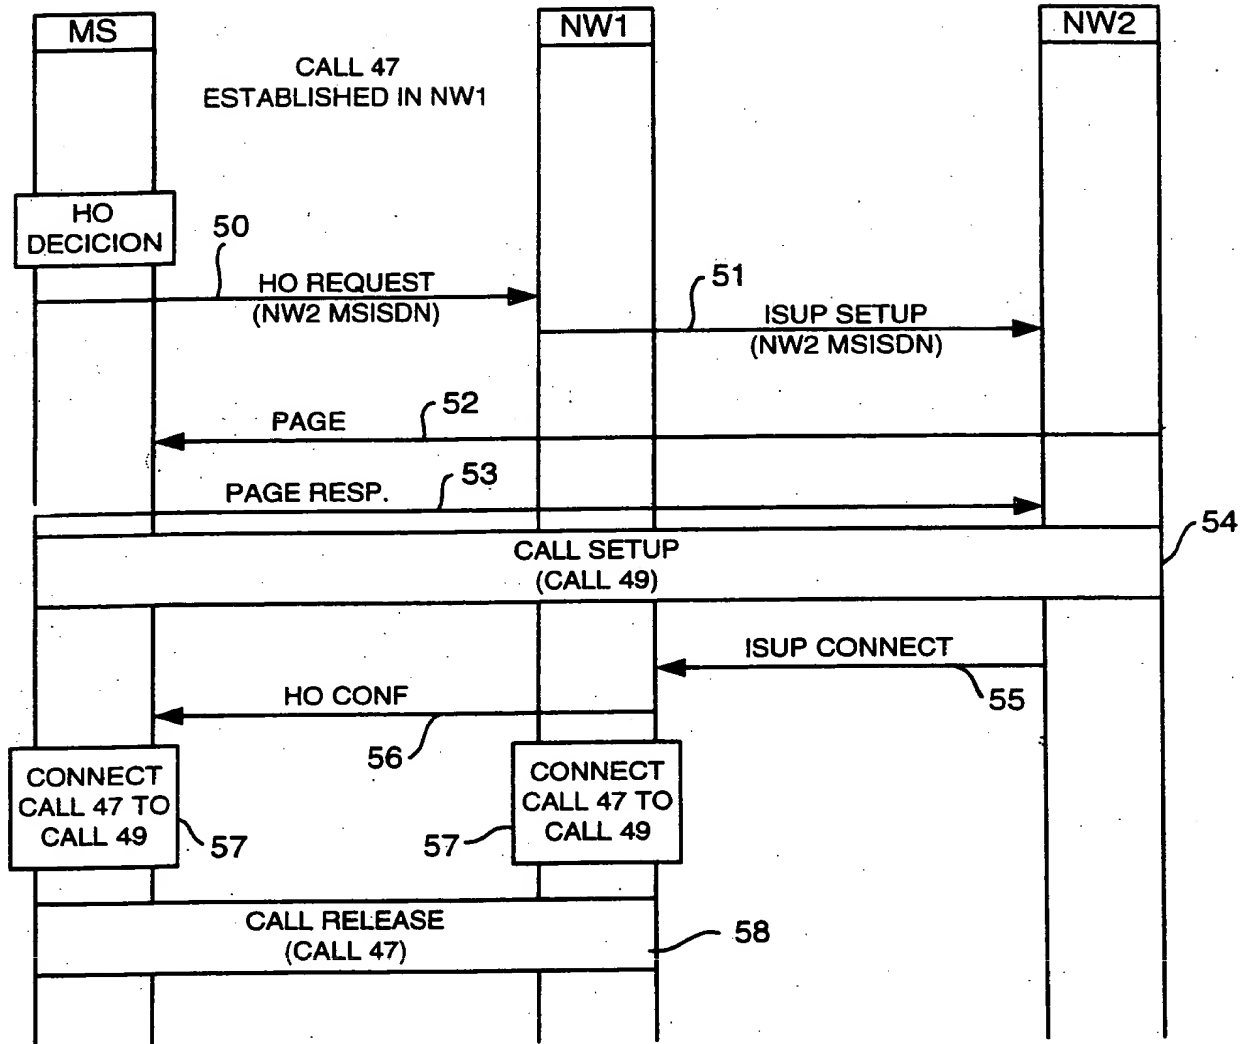 MS
NW1
NW2
CALL 47
ESTABLISHED IN NW1
HO
DECICION
50
HO REQUEST
(NW2 MSISDN)
51
ISUP SETUP
(NW2 MSISDN)
PAGE
52
PAGE RESP.
53
CALL SETUP
(CALL 49)
54
ISUP CONNECT
55
HO CONF
56
CONNECT
CALL 47 TO
CALL 49
57
57
CONNECT
CALL 47 TO
CALL 49
CALL RELEASE
(CALL 47)
58